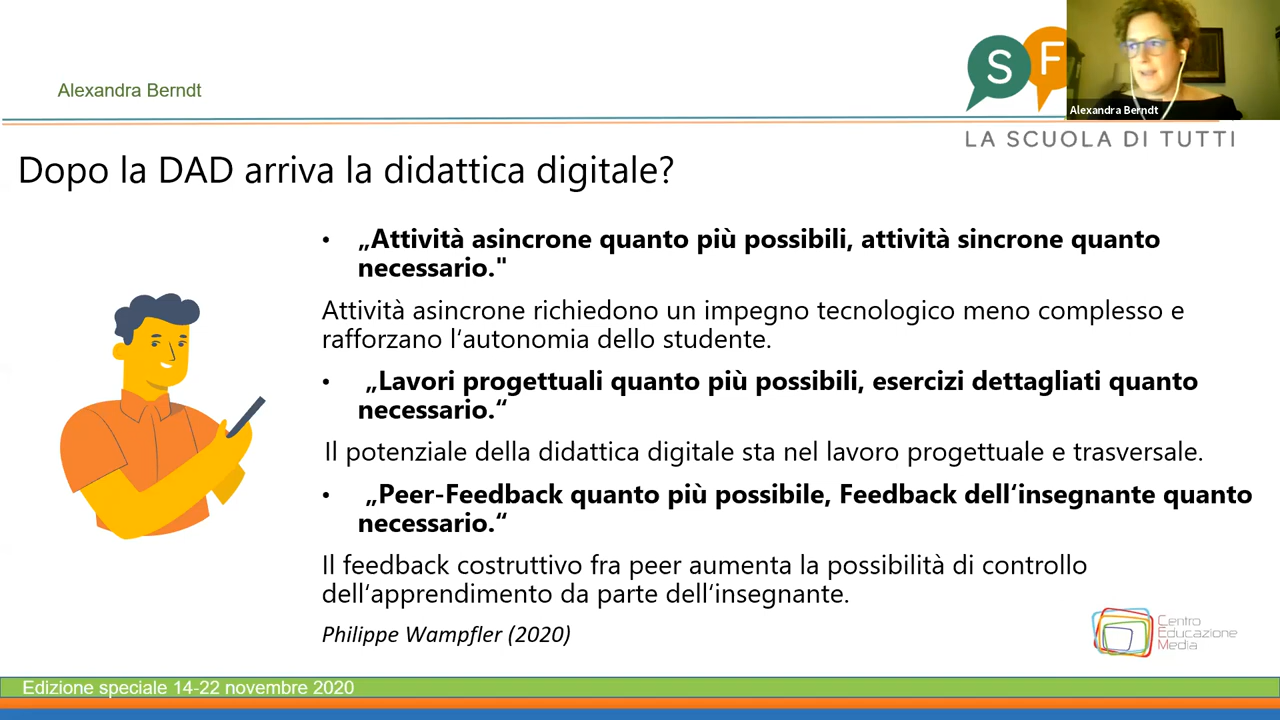 Alexandra Berndt
S F
Alexandra Berndt
LA SCUOLA DI TUTTI
Dopo la DAD arriva la didattica digitale?
• „Attività asincrone quanto più possibili, attività sincrone quanto
necessario."
Attività asincrone richiedono un impegno tecnologico meno complesso e
rafforzano l‘autonomia dello studente.
• „Lavori progettuali quanto più possibili, esercizi dettagliati quanto
necessario.“
Il potenziale della didattica digitale sta nel lavoro progettuale e trasversale.
• „Peer-Feedback quanto più possibile, Feedback dell‘insegnante quanto
necessario.“
Il feedback costruttivo fra peer aumenta la possibilità di controllo
dell‘apprendimento da parte dell‘insegnante.
Philippe Wampfler (2020)
Centro
Educazione
Media
Edizione speciale 14-22 novembre 2020